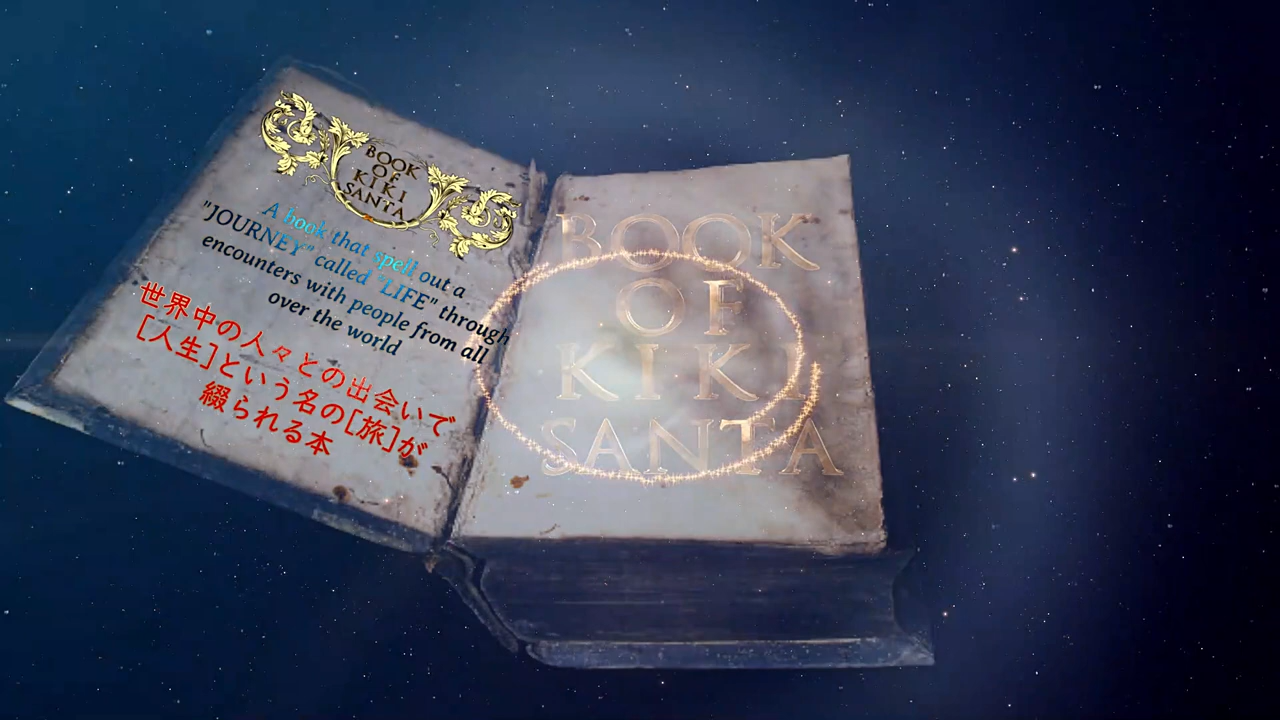 BOOK
OF
KIKI
SANTA
A book that spell out a
"JOURNEY" called "LIFE" through
encounters with people from all
over the world
世界中の人々との出会いで
[人生]という名の[旅]が
綴られる本
BOOK
OF
KIKI
SANTA